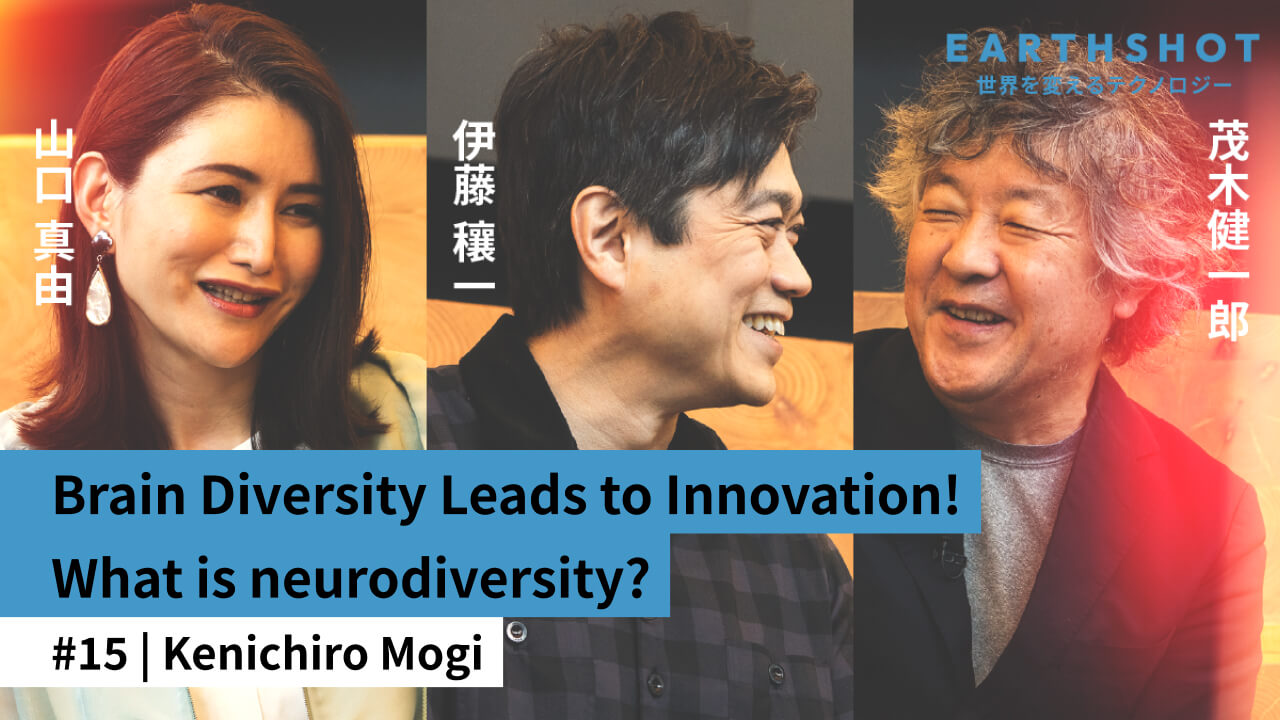 EARTHSHOT
世界を変えるテクノロジー
山口 真由
伊藤 穰一
茂木健一郎
Brain Diversity Leads to Innovation!
What is neurodiversity?
#15 | Kenichiro Mogi